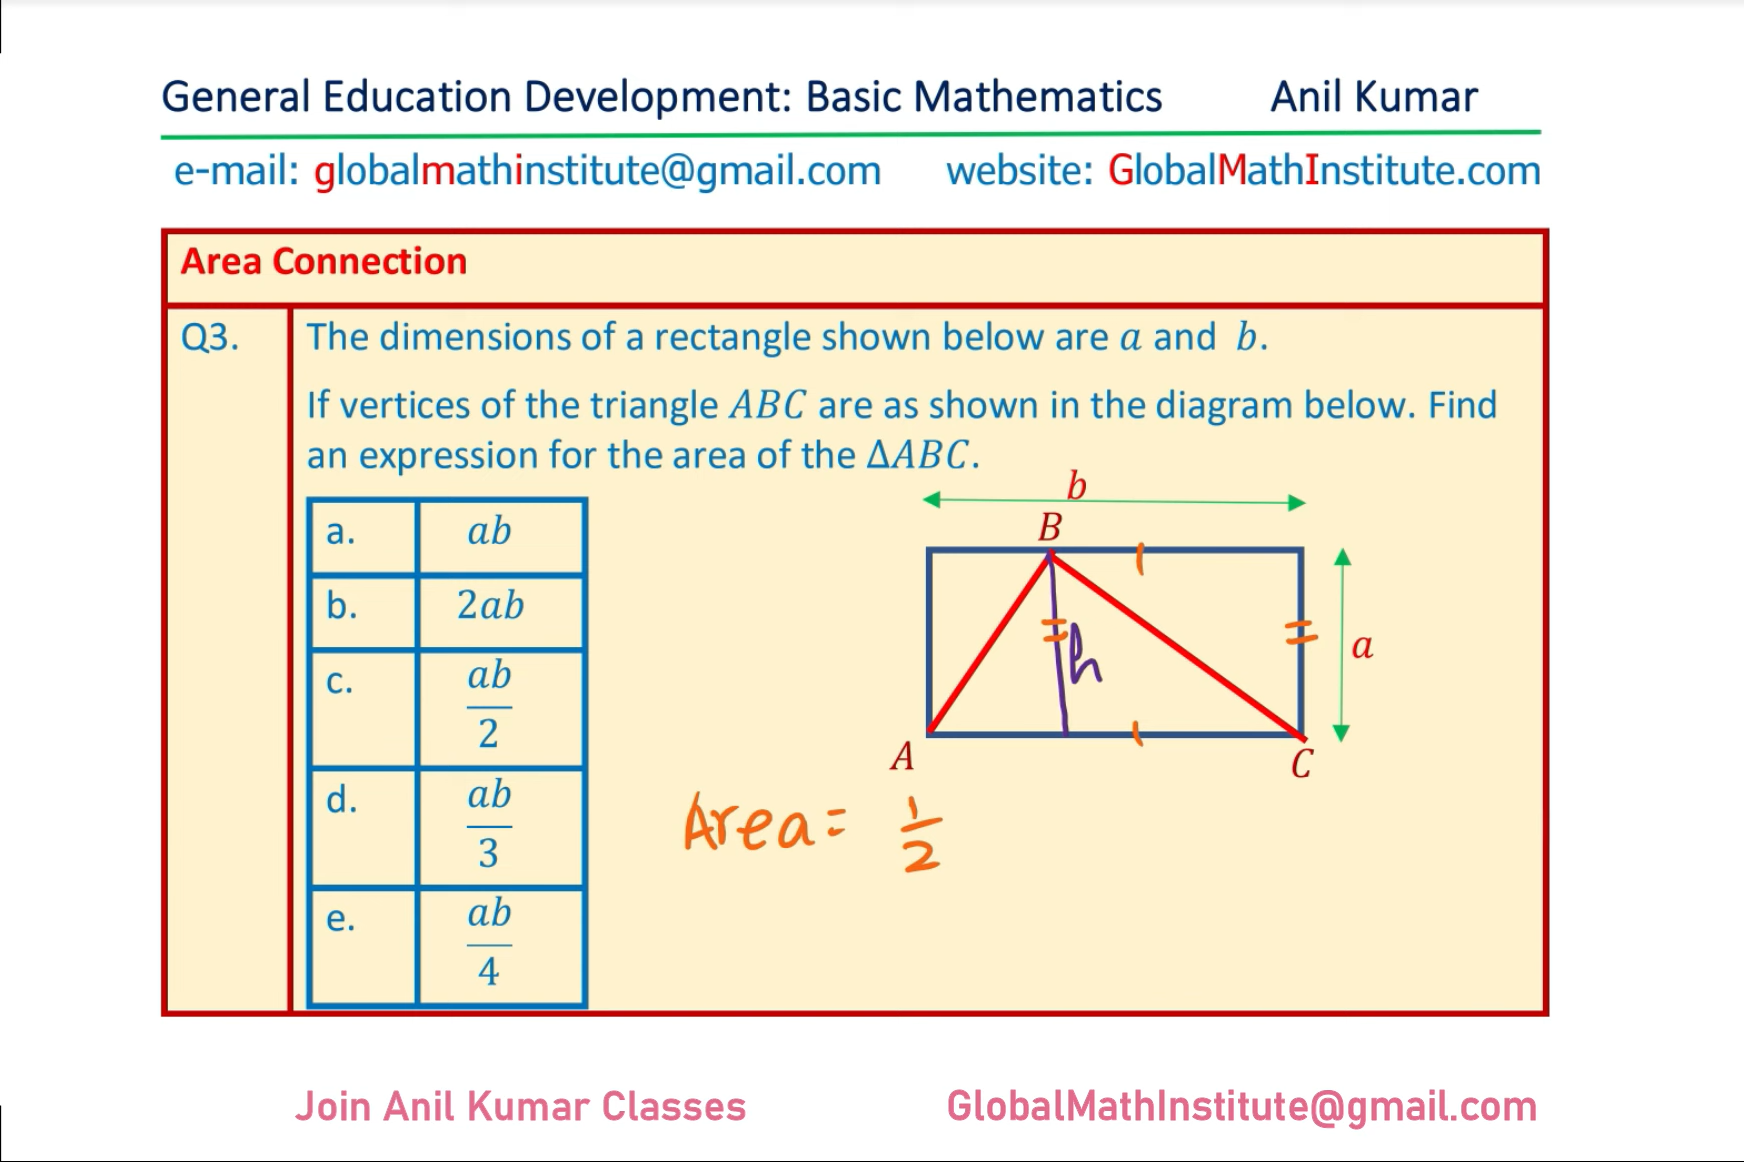 General Education Development: Basic Mathematics Anil Kumar
e-mail: globalmathinstitute@gmail.com website: GlobalMathInstitute.com
Area Connection
Q3. The dimensions of a rectangle shown below are a and b.
If vertices of the triangle ABC are as shown in the diagram below. Find
an expression for the area of the ΔABC.
a. ab
b. 2ab
c. ab/2
d. ab/3
e. ab/4
b
B
h
a
A
C
Area = 1/2
Join Anil Kumar Classes GlobalMathInstitute@gmail.com